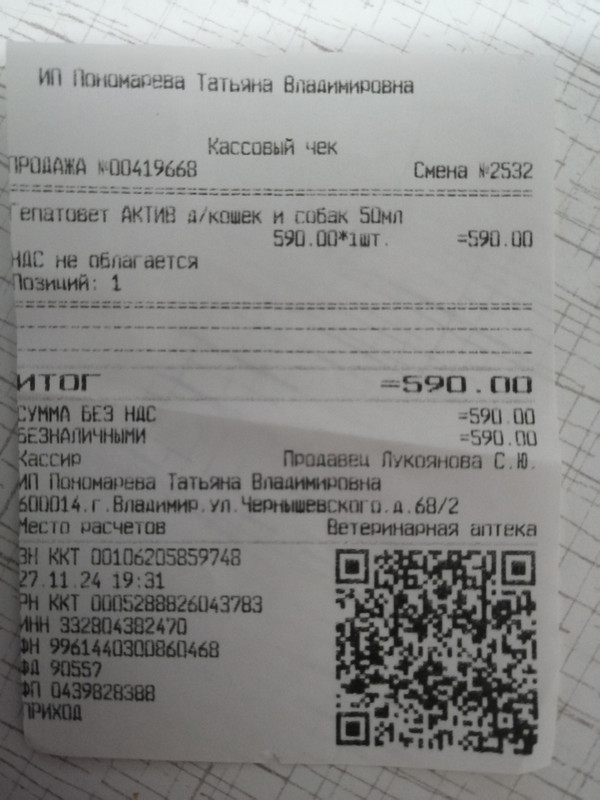 ИП Пономарева Татьяна Владимировна
Кассовый чек
ПРОДАЖА №00419668 Смена №2532
Гепатовет АКТИВ д/кошек и собак 50мл
590.00*1шт. =590.00
НДС не облагается
Позиций: 1
ИТОГ =590.00
СУММА БЕЗ НДС =590.00
БЕЗНАЛИЧНЫМИ =590.00
Кассир Продавец Лукоянова С.Ю.
ИП Пономарева Татьяна Владимировна
600014.г.Владимир.ул.Чернышевского.д.68/2
Место расчетов Ветеринарная аптека
ЗН ККТ 00106205859748
27.11.24 19:31
РН ККТ 0005288826043783
ИНН 332804382470
ФН 9961440300860468
ФД 90557
ФП 0439828388
ПРИХОД